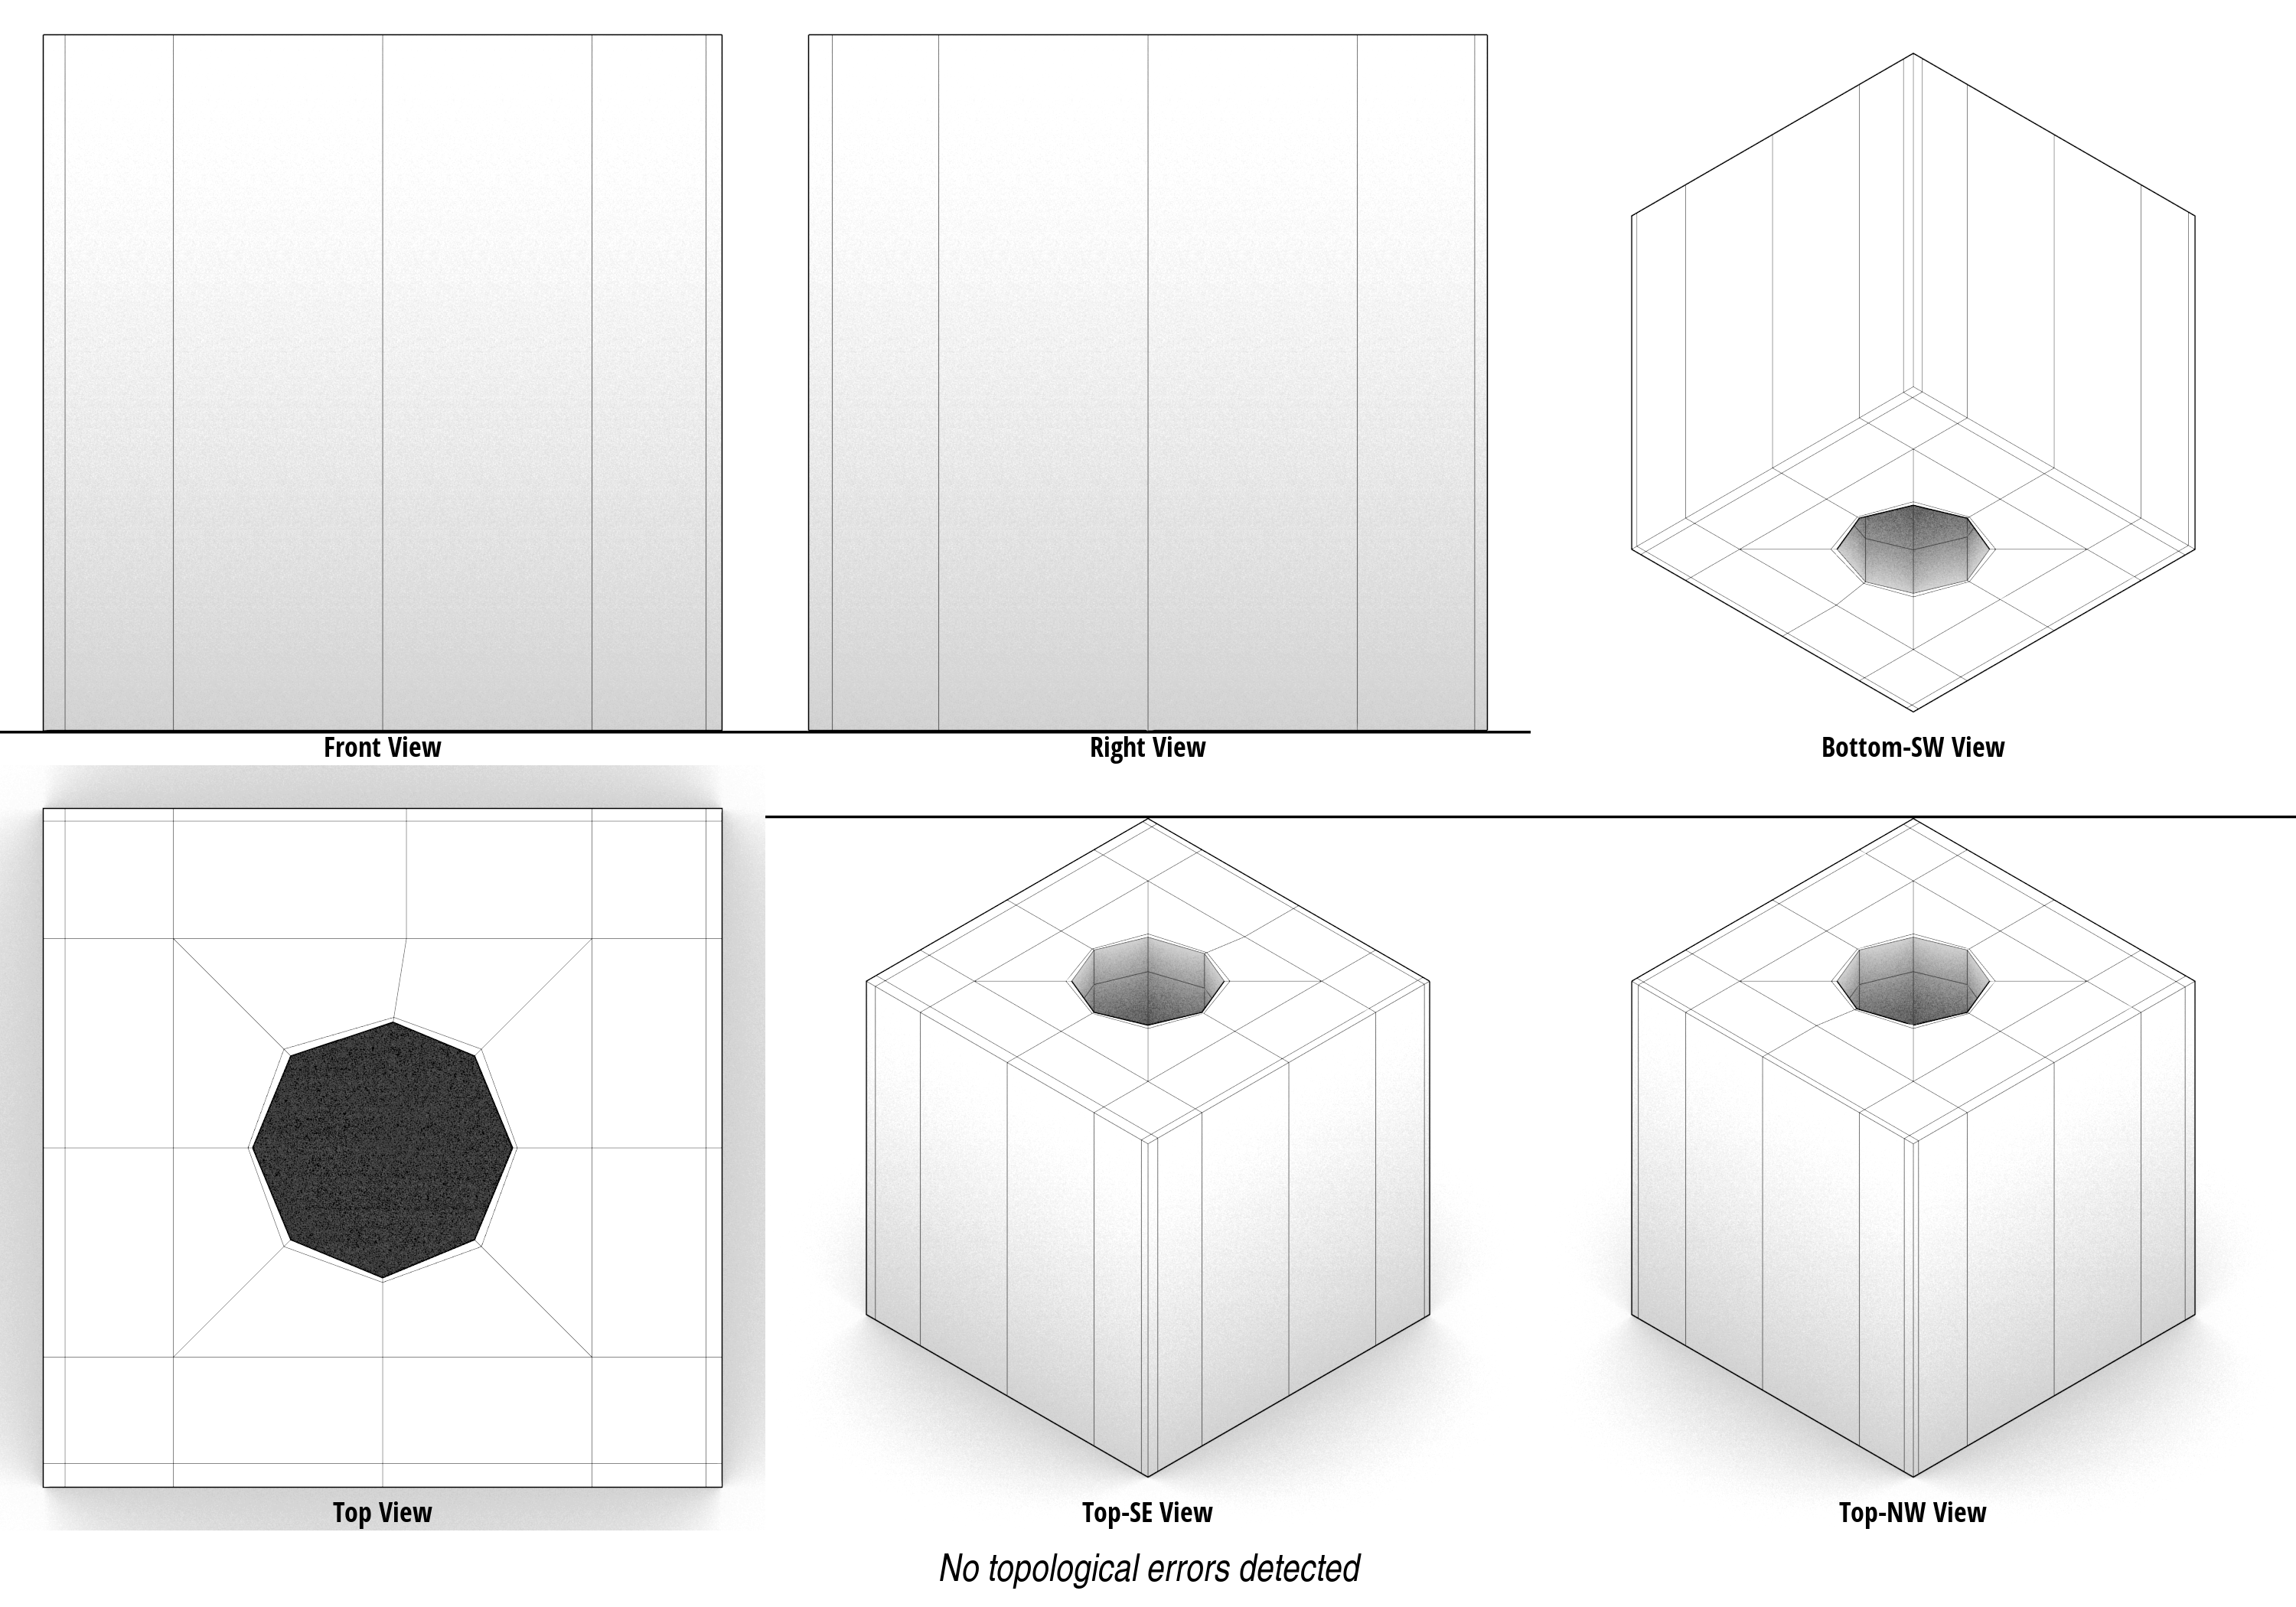 Front View
Right View
Bottom-SW View
Top View
Top-SE View
Top-NW View
No topological errors detected